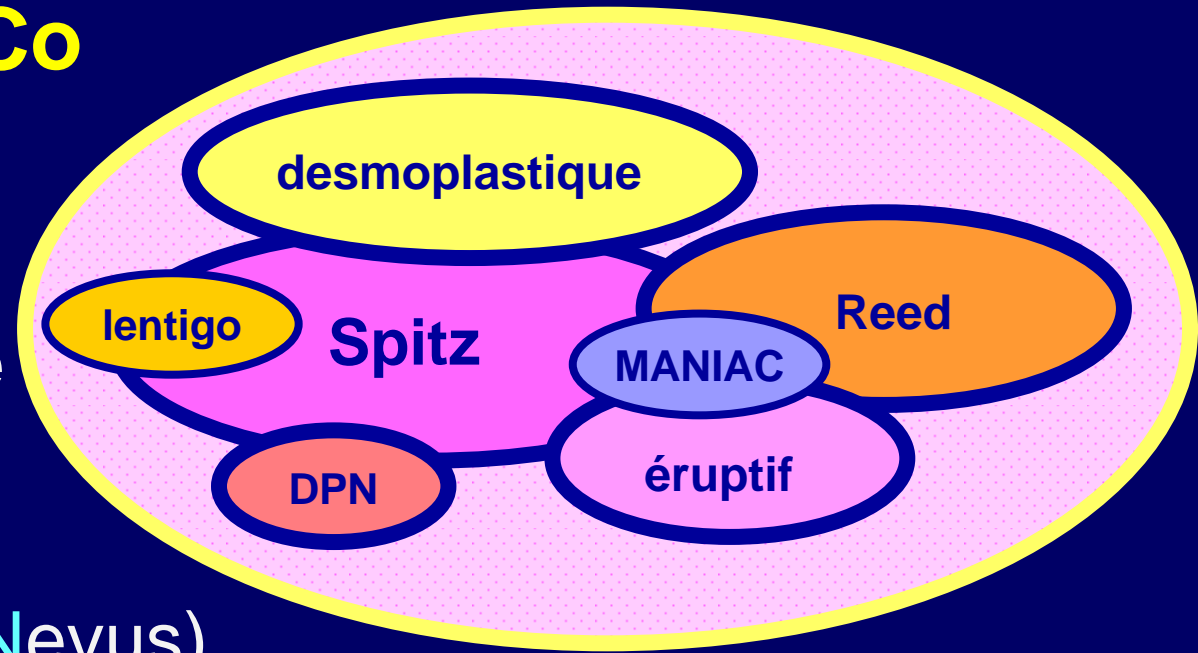 Co
desmoplastique
Reed
lentigo
Spitz
MANIAC
e
éruptif
DPN
Nevus)